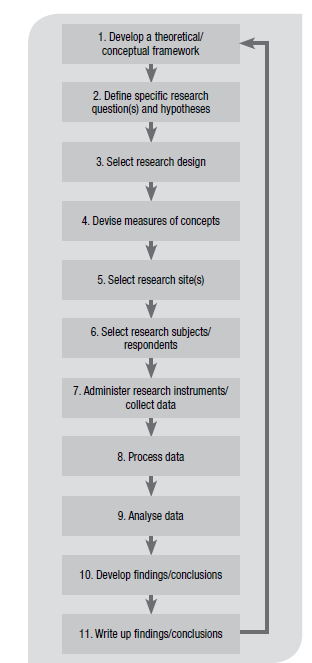 1. Develop a theoretical/
conceptual framework
2. Define specific research
question(s) and hypotheses
3. Select research design
4. Devise measures of concepts
5. Select research site(s)
6. Select research subjects/
respondents
7. Administer research instruments/
collect data
8. Process data
9. Analyse data
10. Develop findings/conclusions
11. Write up findings/conclusions